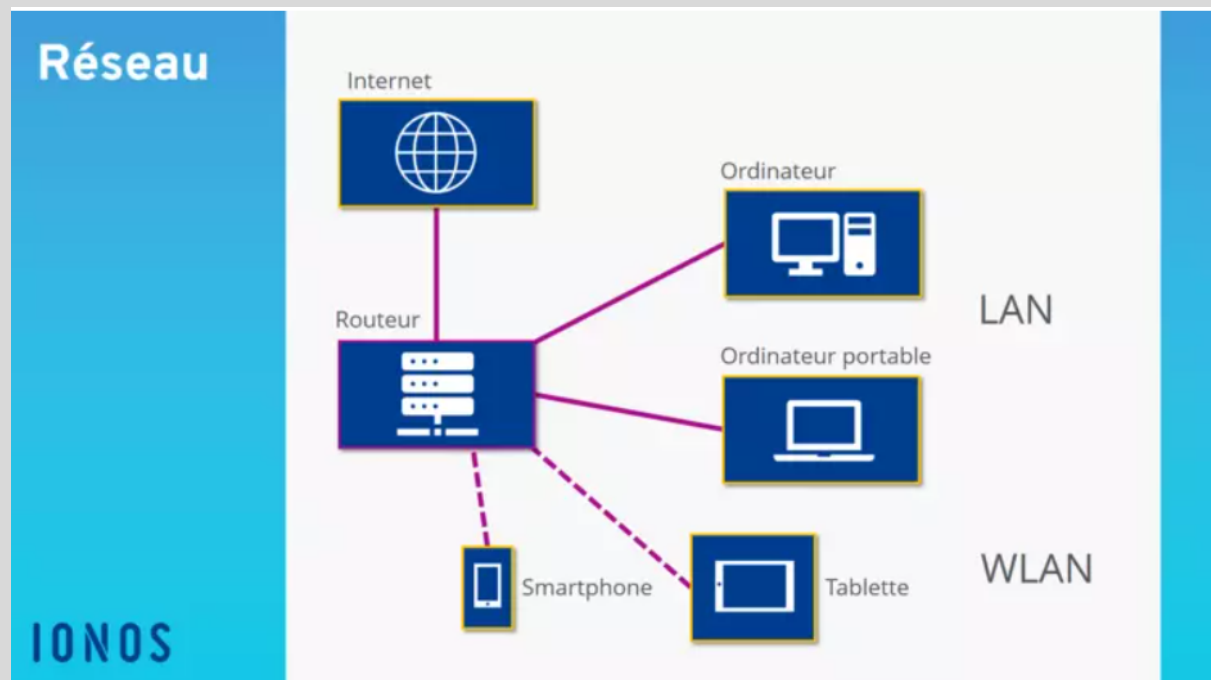 Réseau
Internet
Ordinateur
LAN
Routeur
Ordinateur portable
WLAN
Smartphone
Tablette
IONOS